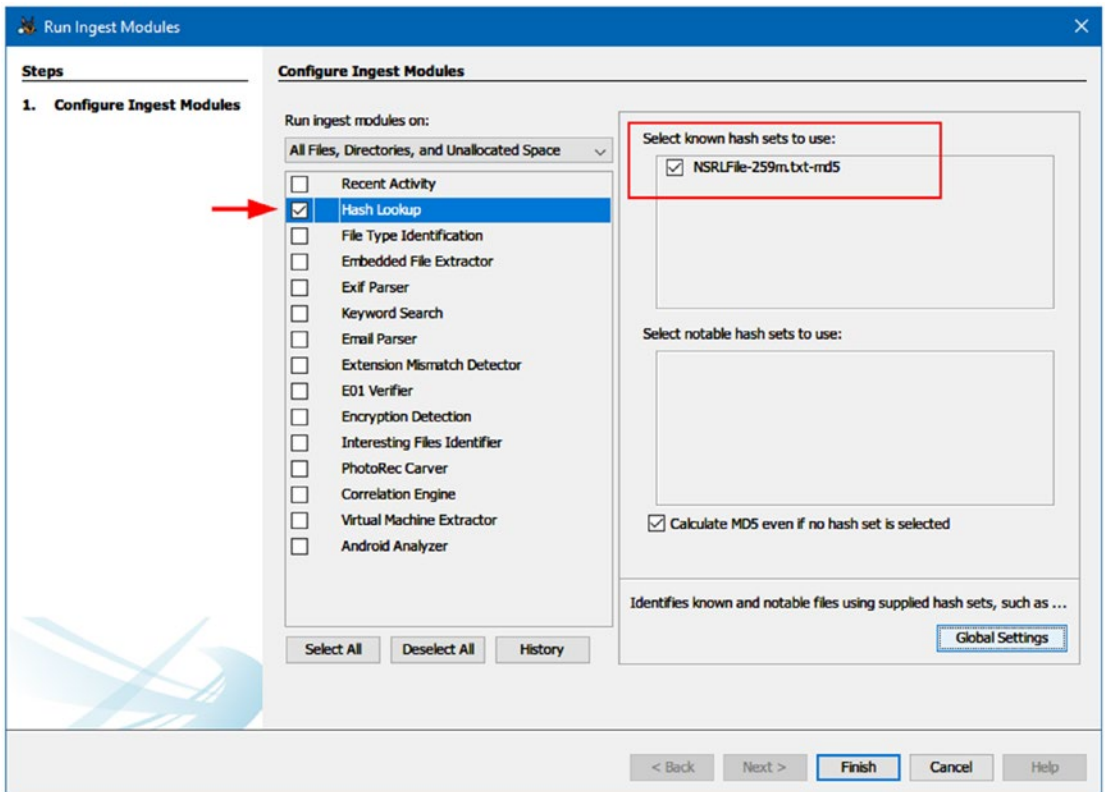 Run Ingest Modules
Steps
1. Configure Ingest Modules
Configure Ingest Modules
Run ingest modules on:
All Files, Directories, and Unallocated Space
Recent Activity
Hash Lookup
File Type Identification
Embedded File Extractor
Exif Parser
Keyword Search
Email Parser
Extension Mismatch Detector
E01 Verifier
Encryption Detection
Interesting Files Identifier
PhotoRec Carver
Correlation Engine
Virtual Machine Extractor
Android Analyzer
Select All
Deselect All
History
Select known hash sets to use:
NSRLFile-259m.txt-md5
Select notable hash sets to use:
Calculate MD5 even if no hash set is selected
Identifies known and notable files using supplied hash sets, such as ...
Global Settings
< Back
Next >
Finish
Cancel
Help